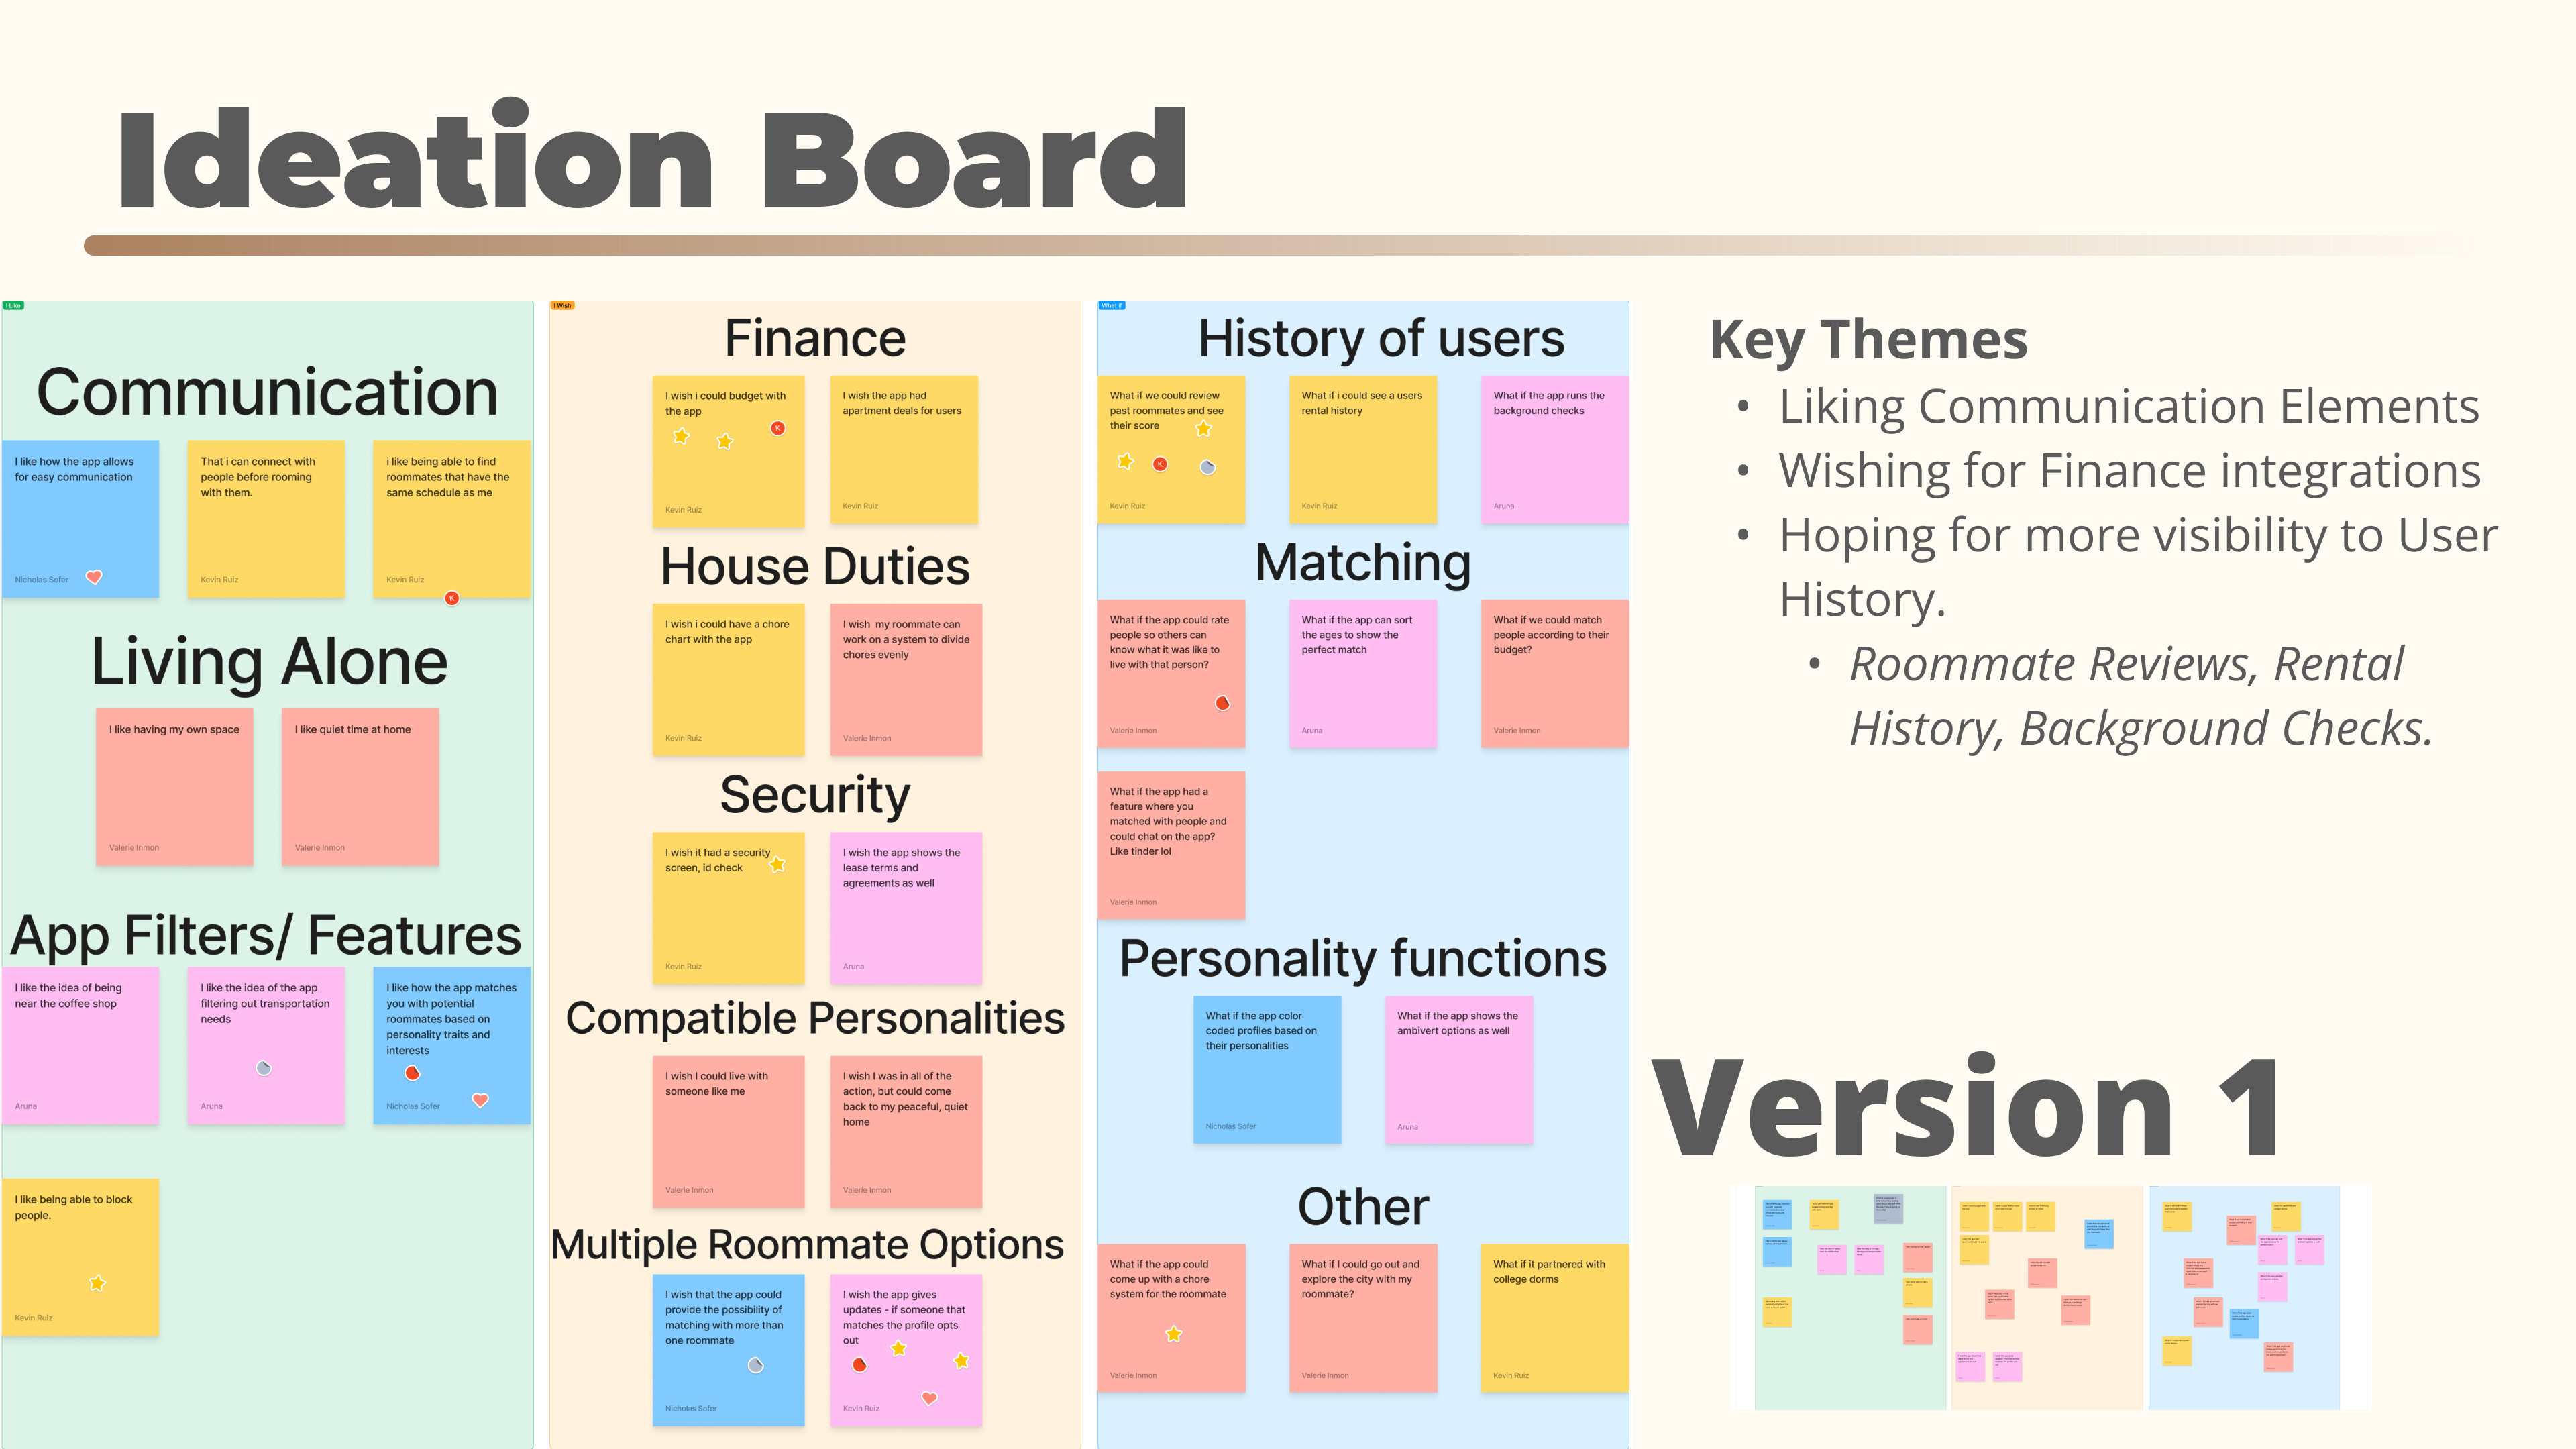 Ideation Board
I Like
Communication
I like how the app allows
for easy communication
Nicholas Sofer
That i can connect with
people before rooming
with them.
Kevin Ruiz
i like being able to find
roommates that have the
same schedule as me
Kevin Ruiz
K
Living Alone
I like having my own space
Valerie Inmon
I like quiet time at home
Valerie Inmon
App Filters/ Features
I like the idea of being
near the coffee shop
Aruna
I like the idea of the app
filtering out transportation
needs
Aruna
I like how the app matches
you with potential
roommates based on
personality traits and
interests
Nicholas Sofer
I like being able to block
people.
Kevin Ruiz
I Wish
Finance
I wish i could budget with
the app
K
Kevin Ruiz
I wish the app had
apartment deals for users
Kevin Ruiz
House Duties
I wish i could have a chore
chart with the app
Kevin Ruiz
I wish  my roommate can
work on a system to divide
chores evenly
Valerie Inmon
Security
I wish it had a security
screen, id check
Kevin Ruiz
I wish the app shows the
lease terms and
agreements as well
Aruna
Compatible Personalities
I wish I could live with
someone like me
Valerie Inmon
I wish I was in all of the
action, but could come
back to my peaceful, quiet
home
Valerie Inmon
Multiple Roommate Options
I wish that the app could
provide the possibility of
matching with more than
one roommate
Nicholas Sofer
I wish the app gives
updates - if someone that
matches the profile opts
out
Kevin Ruiz
What if
History of users
What if we could review
past roommates and see
their score
K
Kevin Ruiz
What if i could see a users
rental history
Kevin Ruiz
What if the app runs the
background checks
Aruna
Matching
What if the app could rate
people so others can
know what it was like to
live with that person?
Valerie Inmon
What if the app can sort
the ages to show the
perfect match
Aruna
What if we could match
people according to their
budget?
Valerie Inmon
What if the app had a
feature where you
matched with people and
could chat on the app?
Like tinder lol
Valerie Inmon
Personality functions
What if the app color
coded profiles based on
their personalities
Nicholas Sofer
What if the app shows the
ambivert options as well
Aruna
Other
What if the app could
come up with a chore
system for the roommate
Valerie Inmon
What if I could go out and
explore the city with my
roommate?
Valerie Inmon
What if it partnered with
college dorms
Kevin Ruiz
Key Themes
• Liking Communication Elements
• Wishing for Finance integrations
• Hoping for more visibility to User
History.
• Roommate Reviews, Rental
History, Background Checks.
Version 1